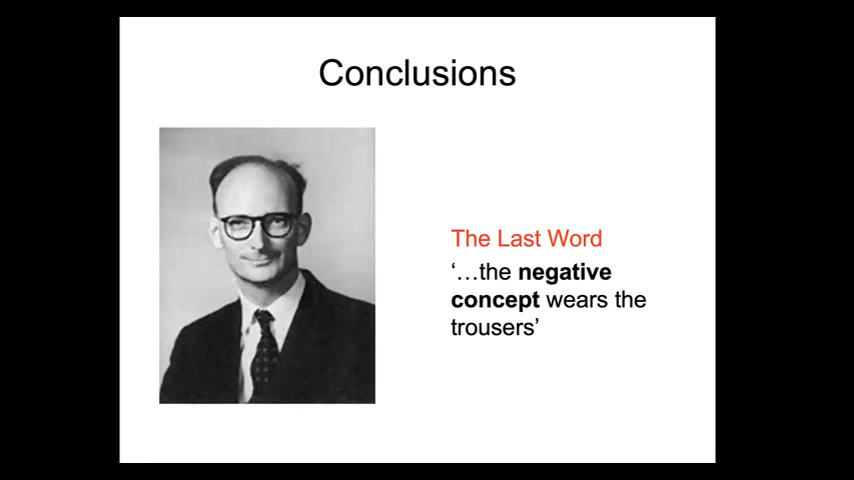 Conclusions
The Last Word
‘…the negative
concept wears the
trousers’